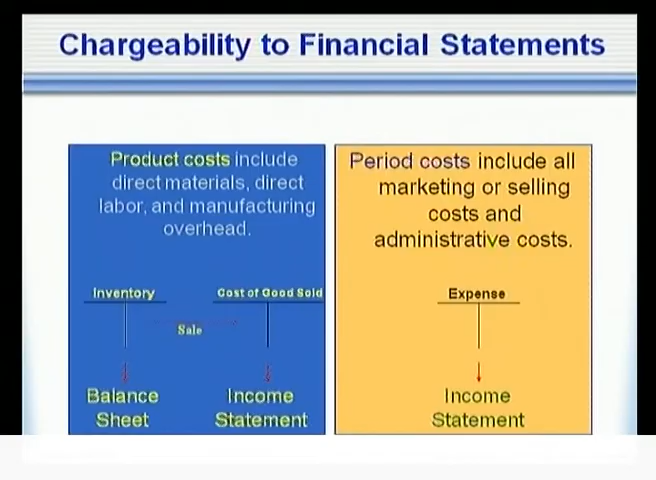 Chargeability to Financial Statements
Product costs include
direct materials, direct
labor, and manufacturing
overhead.
Inventory
Cost of Good Sold
Sale
Balance
Sheet
Income
Statement
Period costs include all
marketing or selling
costs and
administrative costs.
Expense
Income
Statement